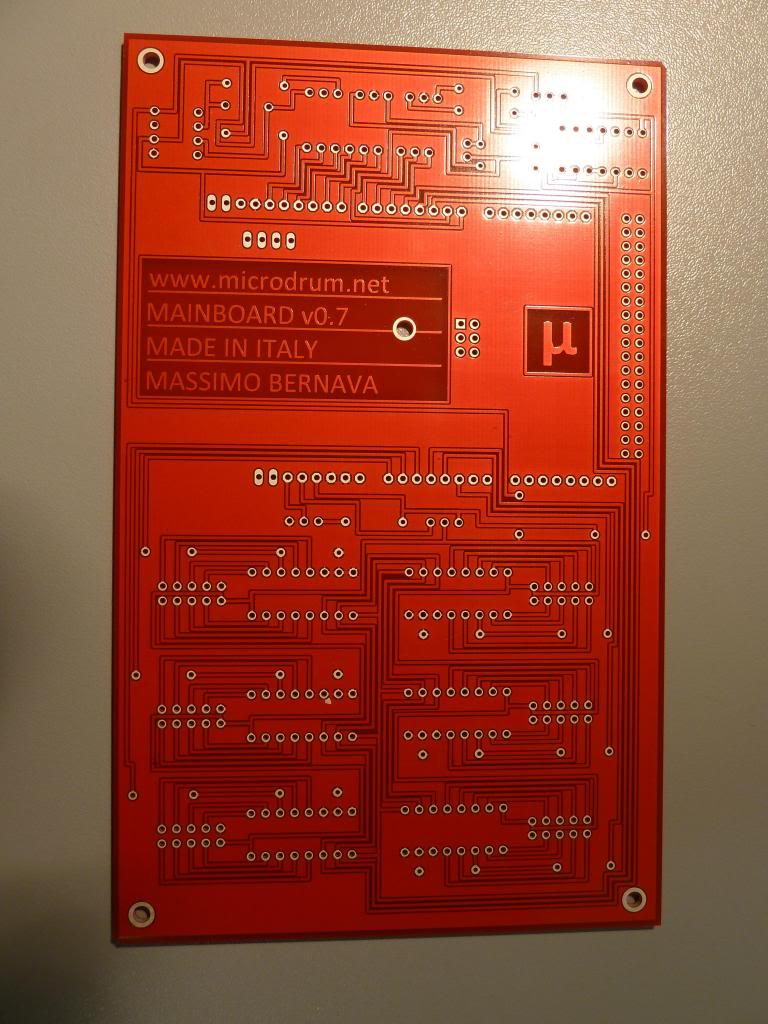 www.microdrum.net
MAINBOARD v0.7
MADE IN ITALY
MASSIMO BERNAVA
µ